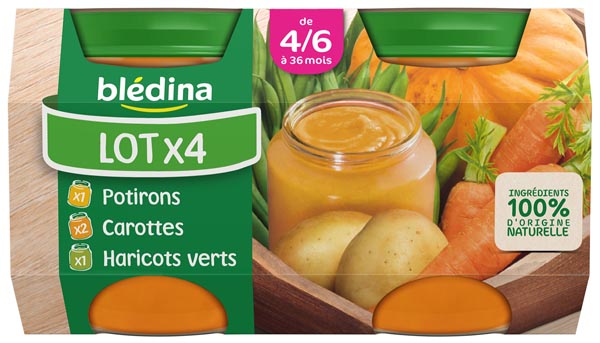 de
4/6
à 36 mois
blédina
LOT x4
x1 Potirons
x2 Carottes
x1 Haricots verts
INGRÉDIENTS
100%
D'ORIGINE
NATURELLE